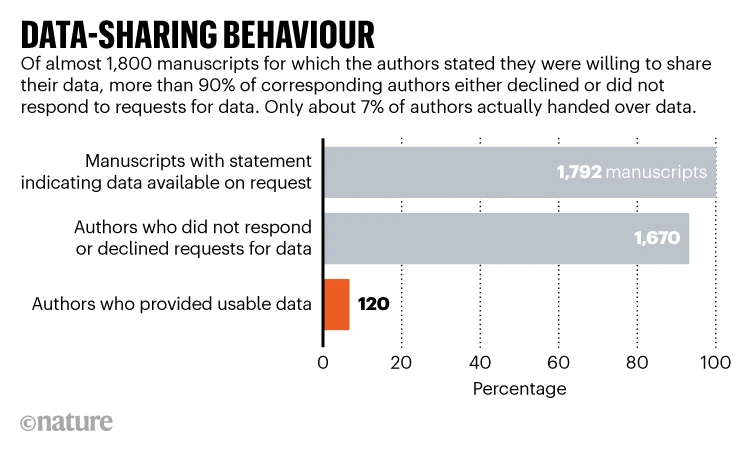 DATA-SHARING BEHAVIOUR
Of almost 1,800 manuscripts for which the authors stated they were willing to share
their data, more than 90% of corresponding authors either declined or did not
respond to requests for data. Only about 7% of authors actually handed over data.
Manuscripts with statement
indicating data available on request
1,792 manuscripts
Authors who did not respond
or declined requests for data
1,670
Authors who provided usable data
120
0 20 40 60 80 100
Percentage
©nature